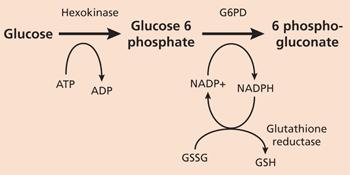 Hexokinase
G6PD
Glucose
Glucose 6
phosphate
6 phospho-
gluconate
ATP
ADP
NADP+
NADPH
Glutathione
reductase
GSSG
GSH